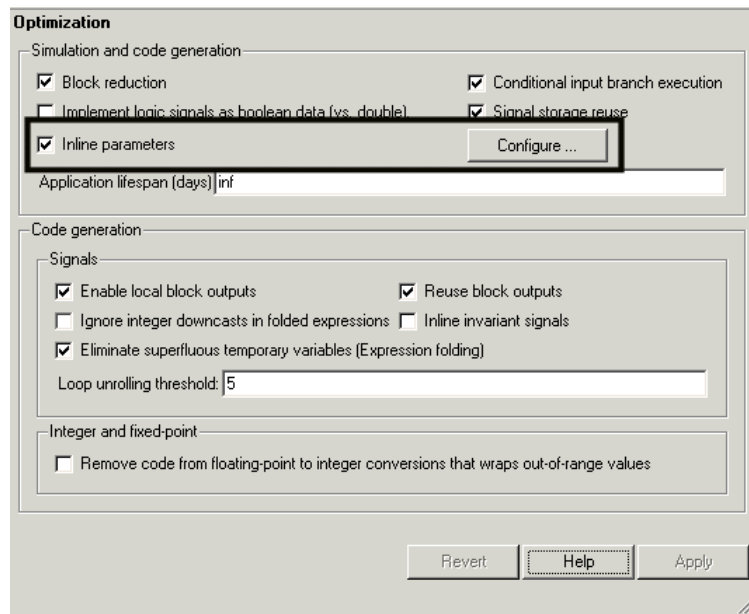 Optimization
Simulation and code generation
Block reduction
Conditional input branch execution
Implement logic signals as boolean data (vs. double).
Signal storage reuse
Inline parameters
Configure ...
Application lifespan (days) inf
Code generation
Signals
Enable local block outputs
Reuse block outputs
Ignore integer downcasts in folded expressions
Inline invariant signals
Eliminate superfluous temporary variables (Expression folding)
Loop unrolling threshold: 5
Integer and fixed-point
Remove code from floating-point to integer conversions that wraps out-of-range values
Revert
Help
Apply